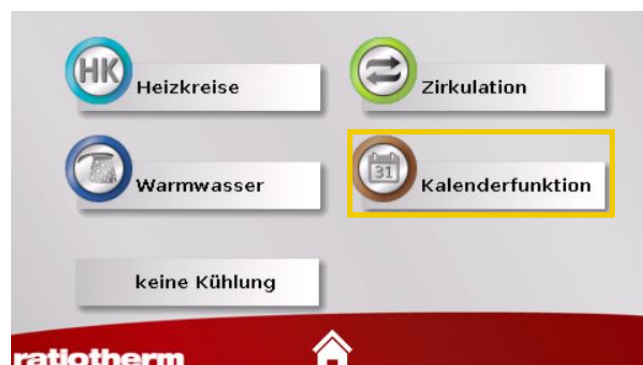 HK Heizkreise
Zirkulation
Warmwasser
31 Kalenderfunktion
keine Kühlung
ratiotherm